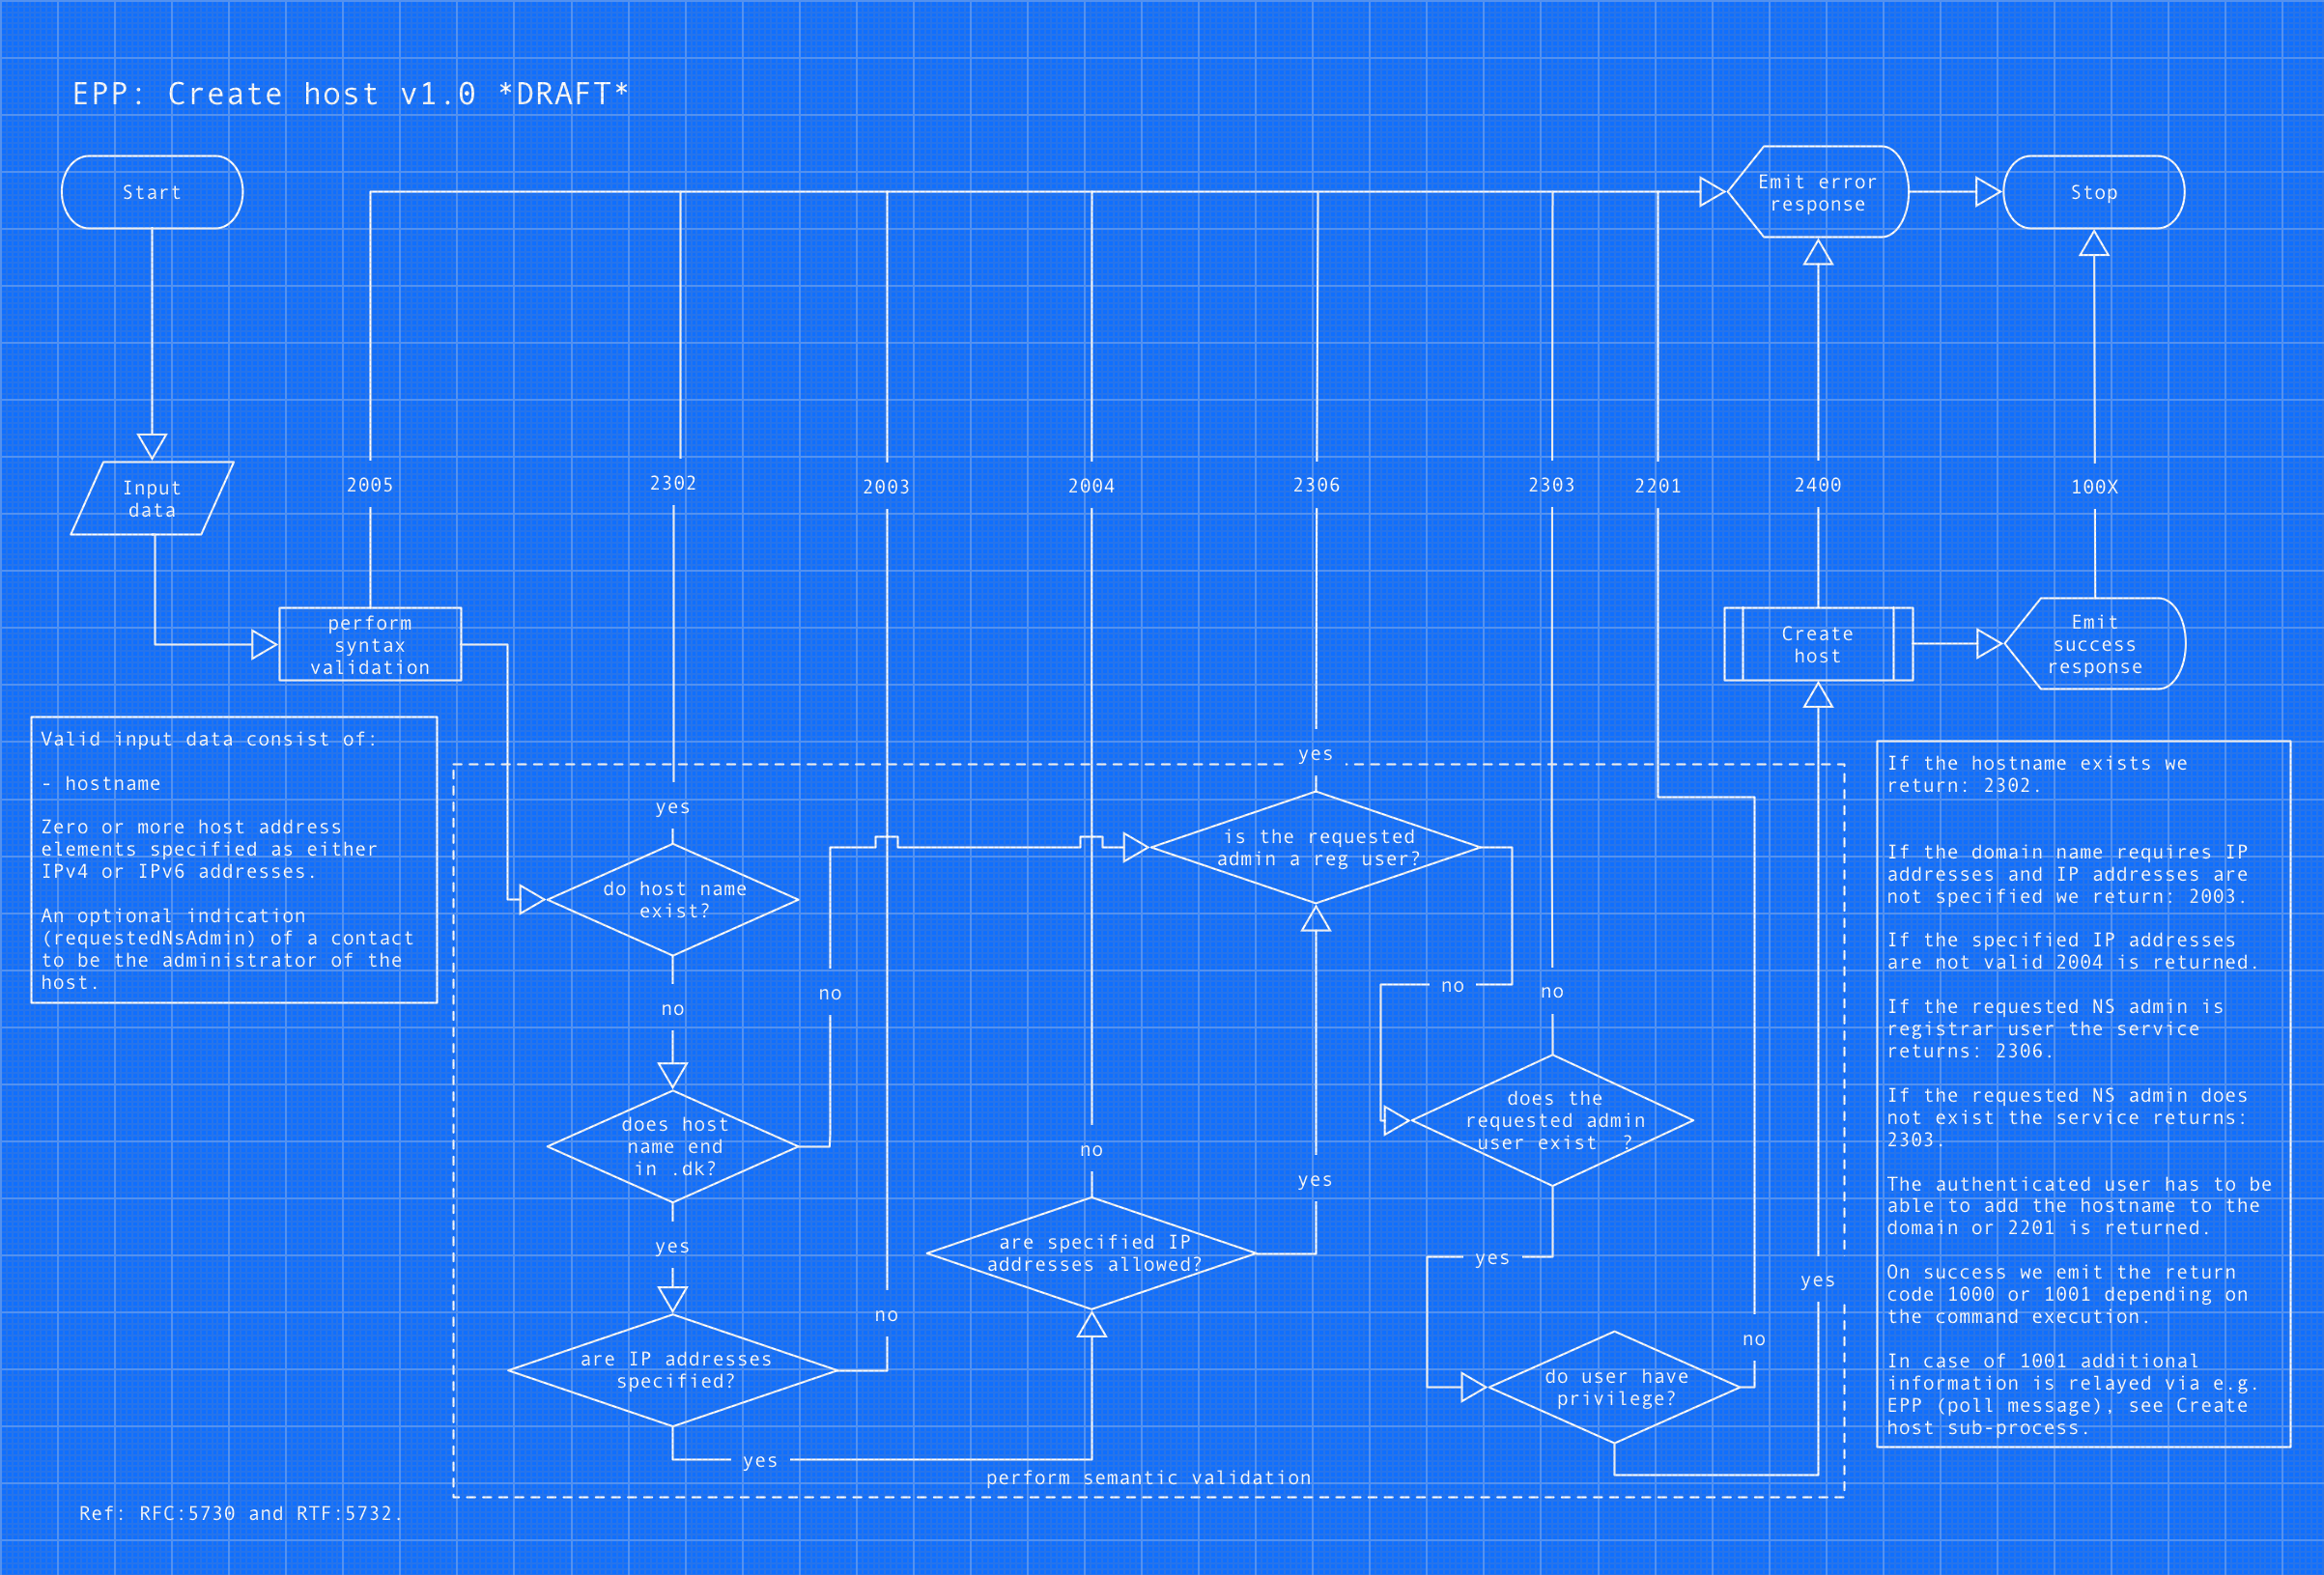 EPP: Create host v1.0 *DRAFT*
Start
Emit error
response
Stop
Input
data
2005
2302
2003
2004
2306
2303
2201
2400
100X
perform
syntax
validation
Create
host
Emit
success
response
Valid input data consist of:
- hostname
Zero or more host address
elements specified as either
IPv4 or IPv6 addresses.
An optional indication
(requestedNsAdmin) of a contact
to be the administrator of the
host.
yes
do host name
exist?
no
does host
name end
in .dk?
no
yes
are IP addresses
specified?
no
yes
are specified IP
addresses allowed?
no
yes
yes
is the requested
admin a reg user?
no
no
does the
requested admin
user exist  ?
yes
do user have
privilege?
no
yes
perform semantic validation
If the hostname exists we
return: 2302.
If the domain name requires IP
addresses and IP addresses are
not specified we return: 2003.
If the specified IP addresses
are not valid 2004 is returned.
If the requested NS admin is
registrar user the service
returns: 2306.
If the requested NS admin does
not exist the service returns:
2303.
The authenticated user has to be
able to add the hostname to the
domain or 2201 is returned.
On success we emit the return
code 1000 or 1001 depending on
the command execution.
In case of 1001 additional
information is relayed via e.g.
EPP (poll message), see Create
host sub-process.
Ref: RFC:5730 and RTF:5732.